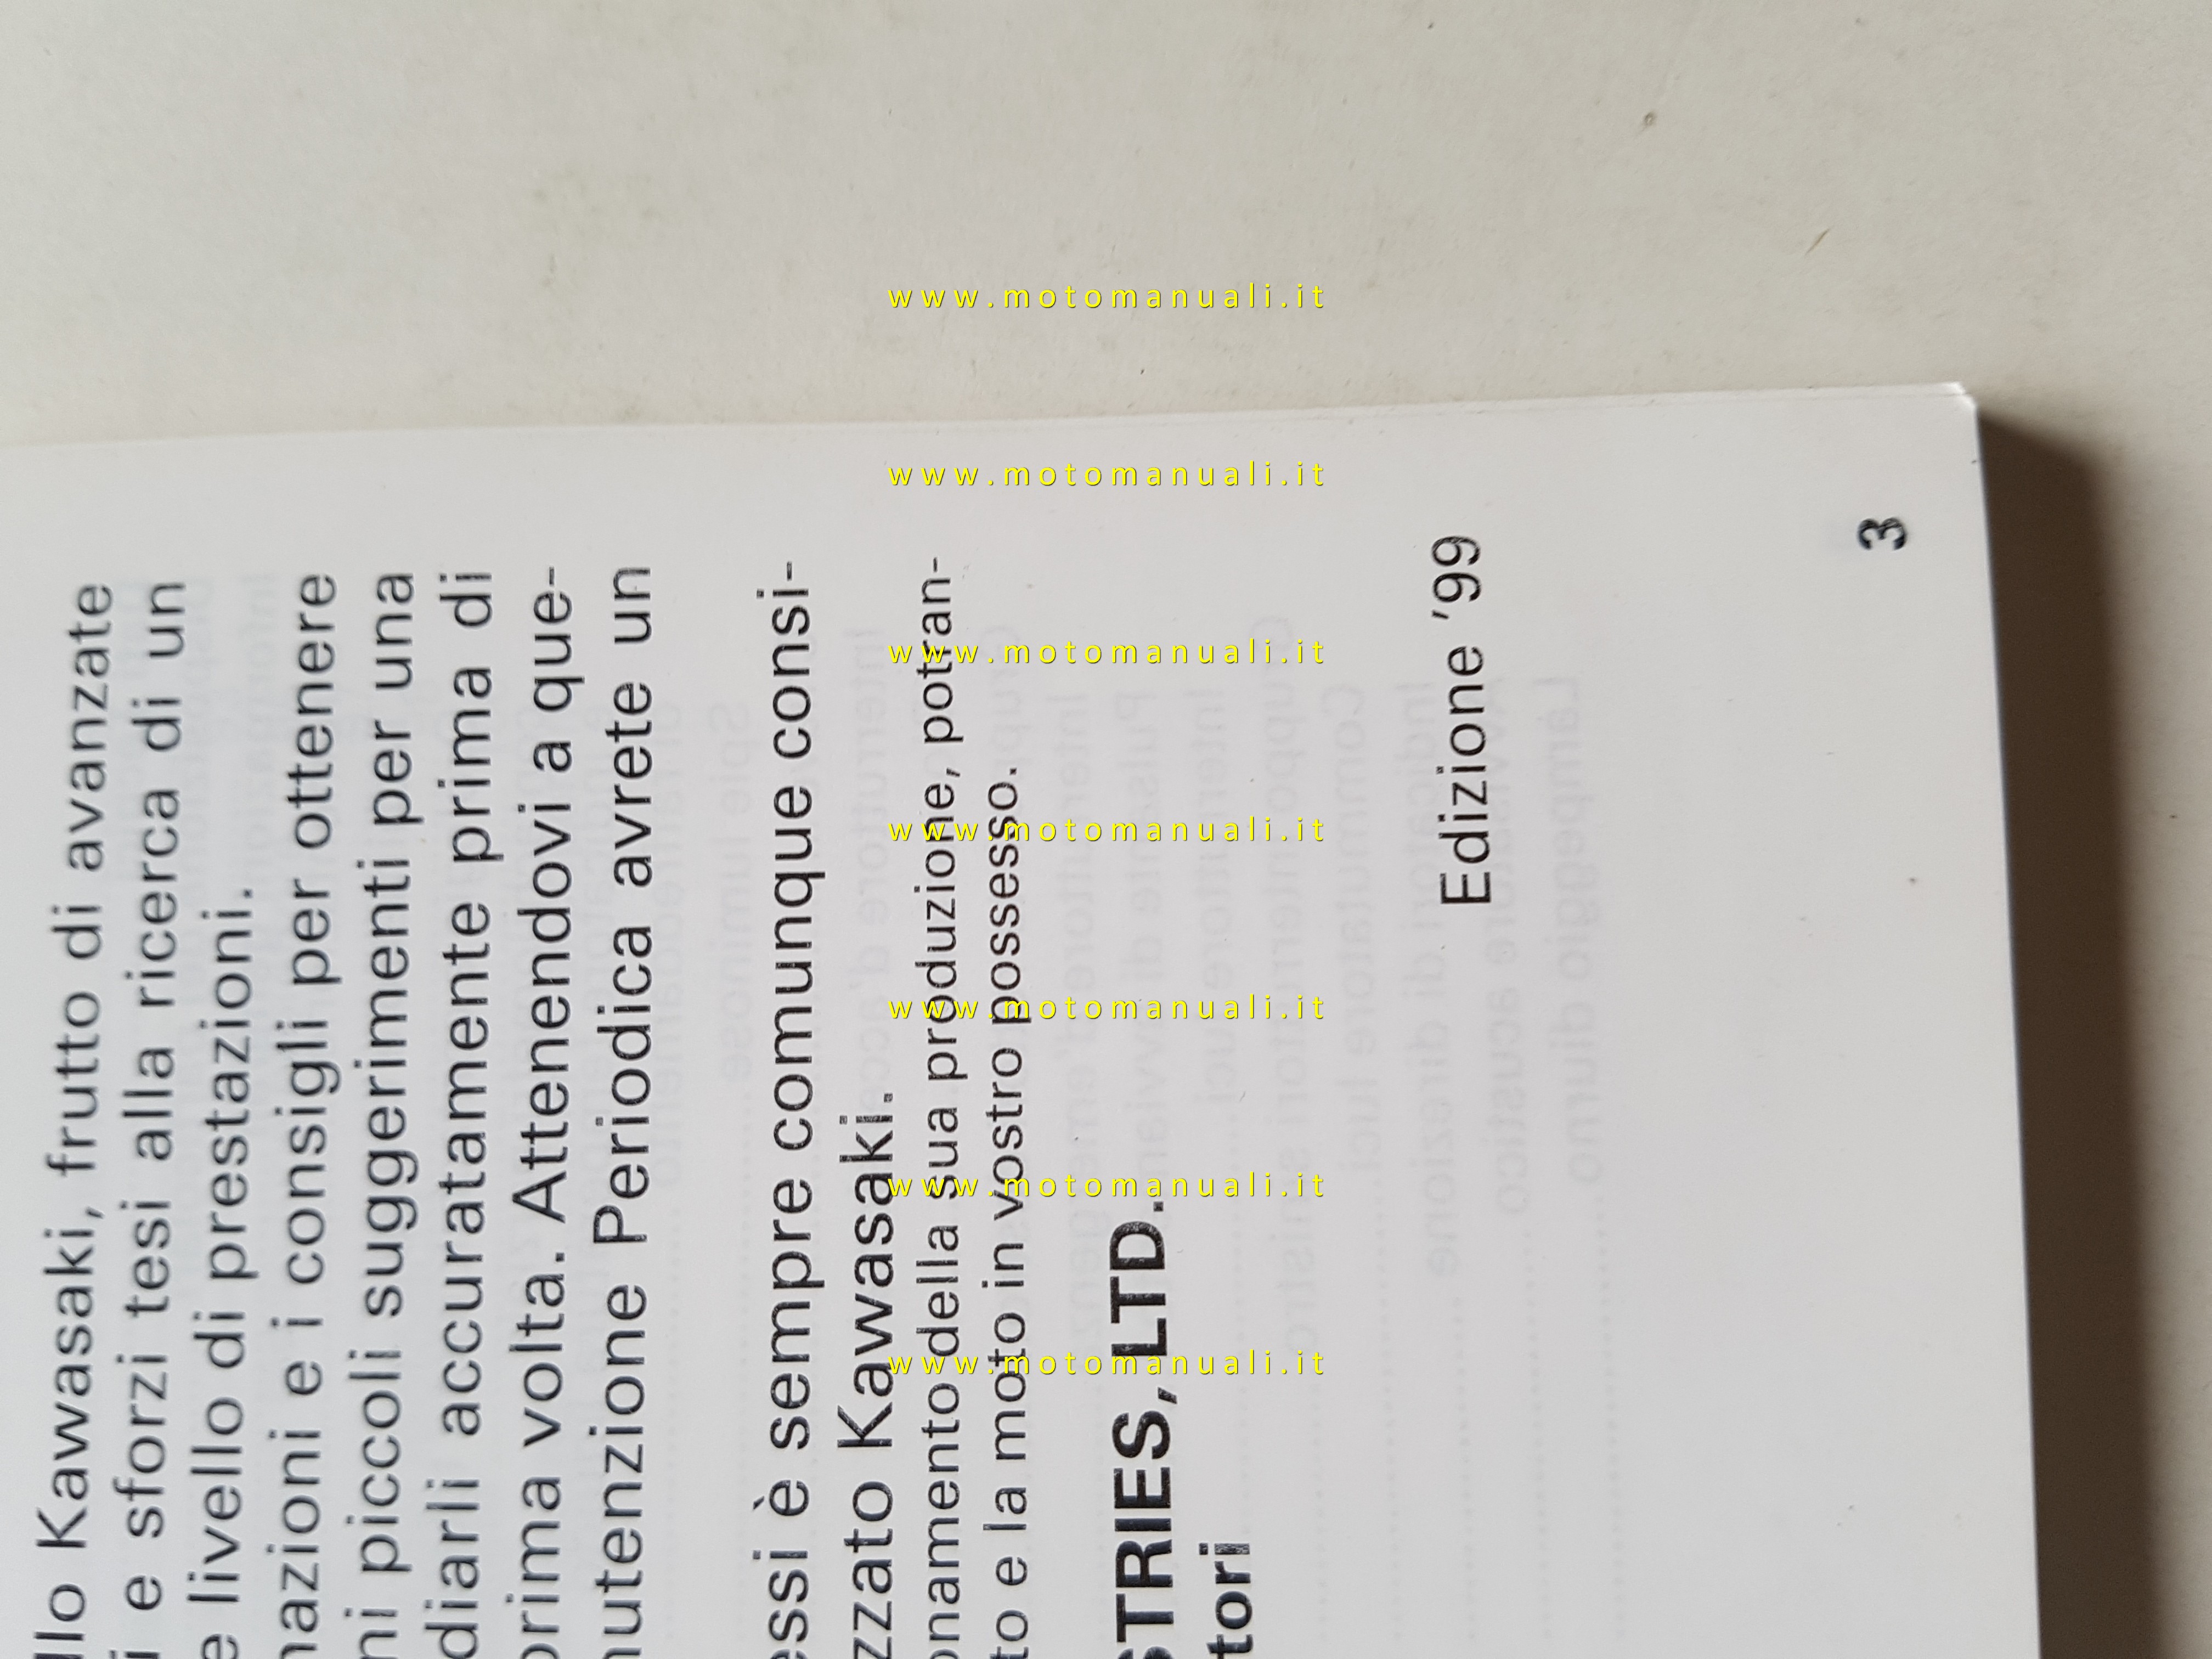 llo Kawasaki, frutto di avanzate
i e sforzi tesi alla ricerca di un
e livello di prestazioni.
nazioni e i consigli per ottenere
ni piccoli suggerimenti per una
diarli accuratamente prima di
prima volta. Attenendovi a que-
nutenzione Periodica avrete un
essi è sempre comunque consi-
zzato Kawasaki.
onamento della sua produzione, potran-
to e la moto in vostro possesso.
STRIES, LTD.
tori
Edizione '99
3
www.motomanuali.it
www.motomanuali.it
www.motomanuali.it
www.motomanuali.it
www.motomanuali.it
www.motomanuali.it
www.motomanuali.it